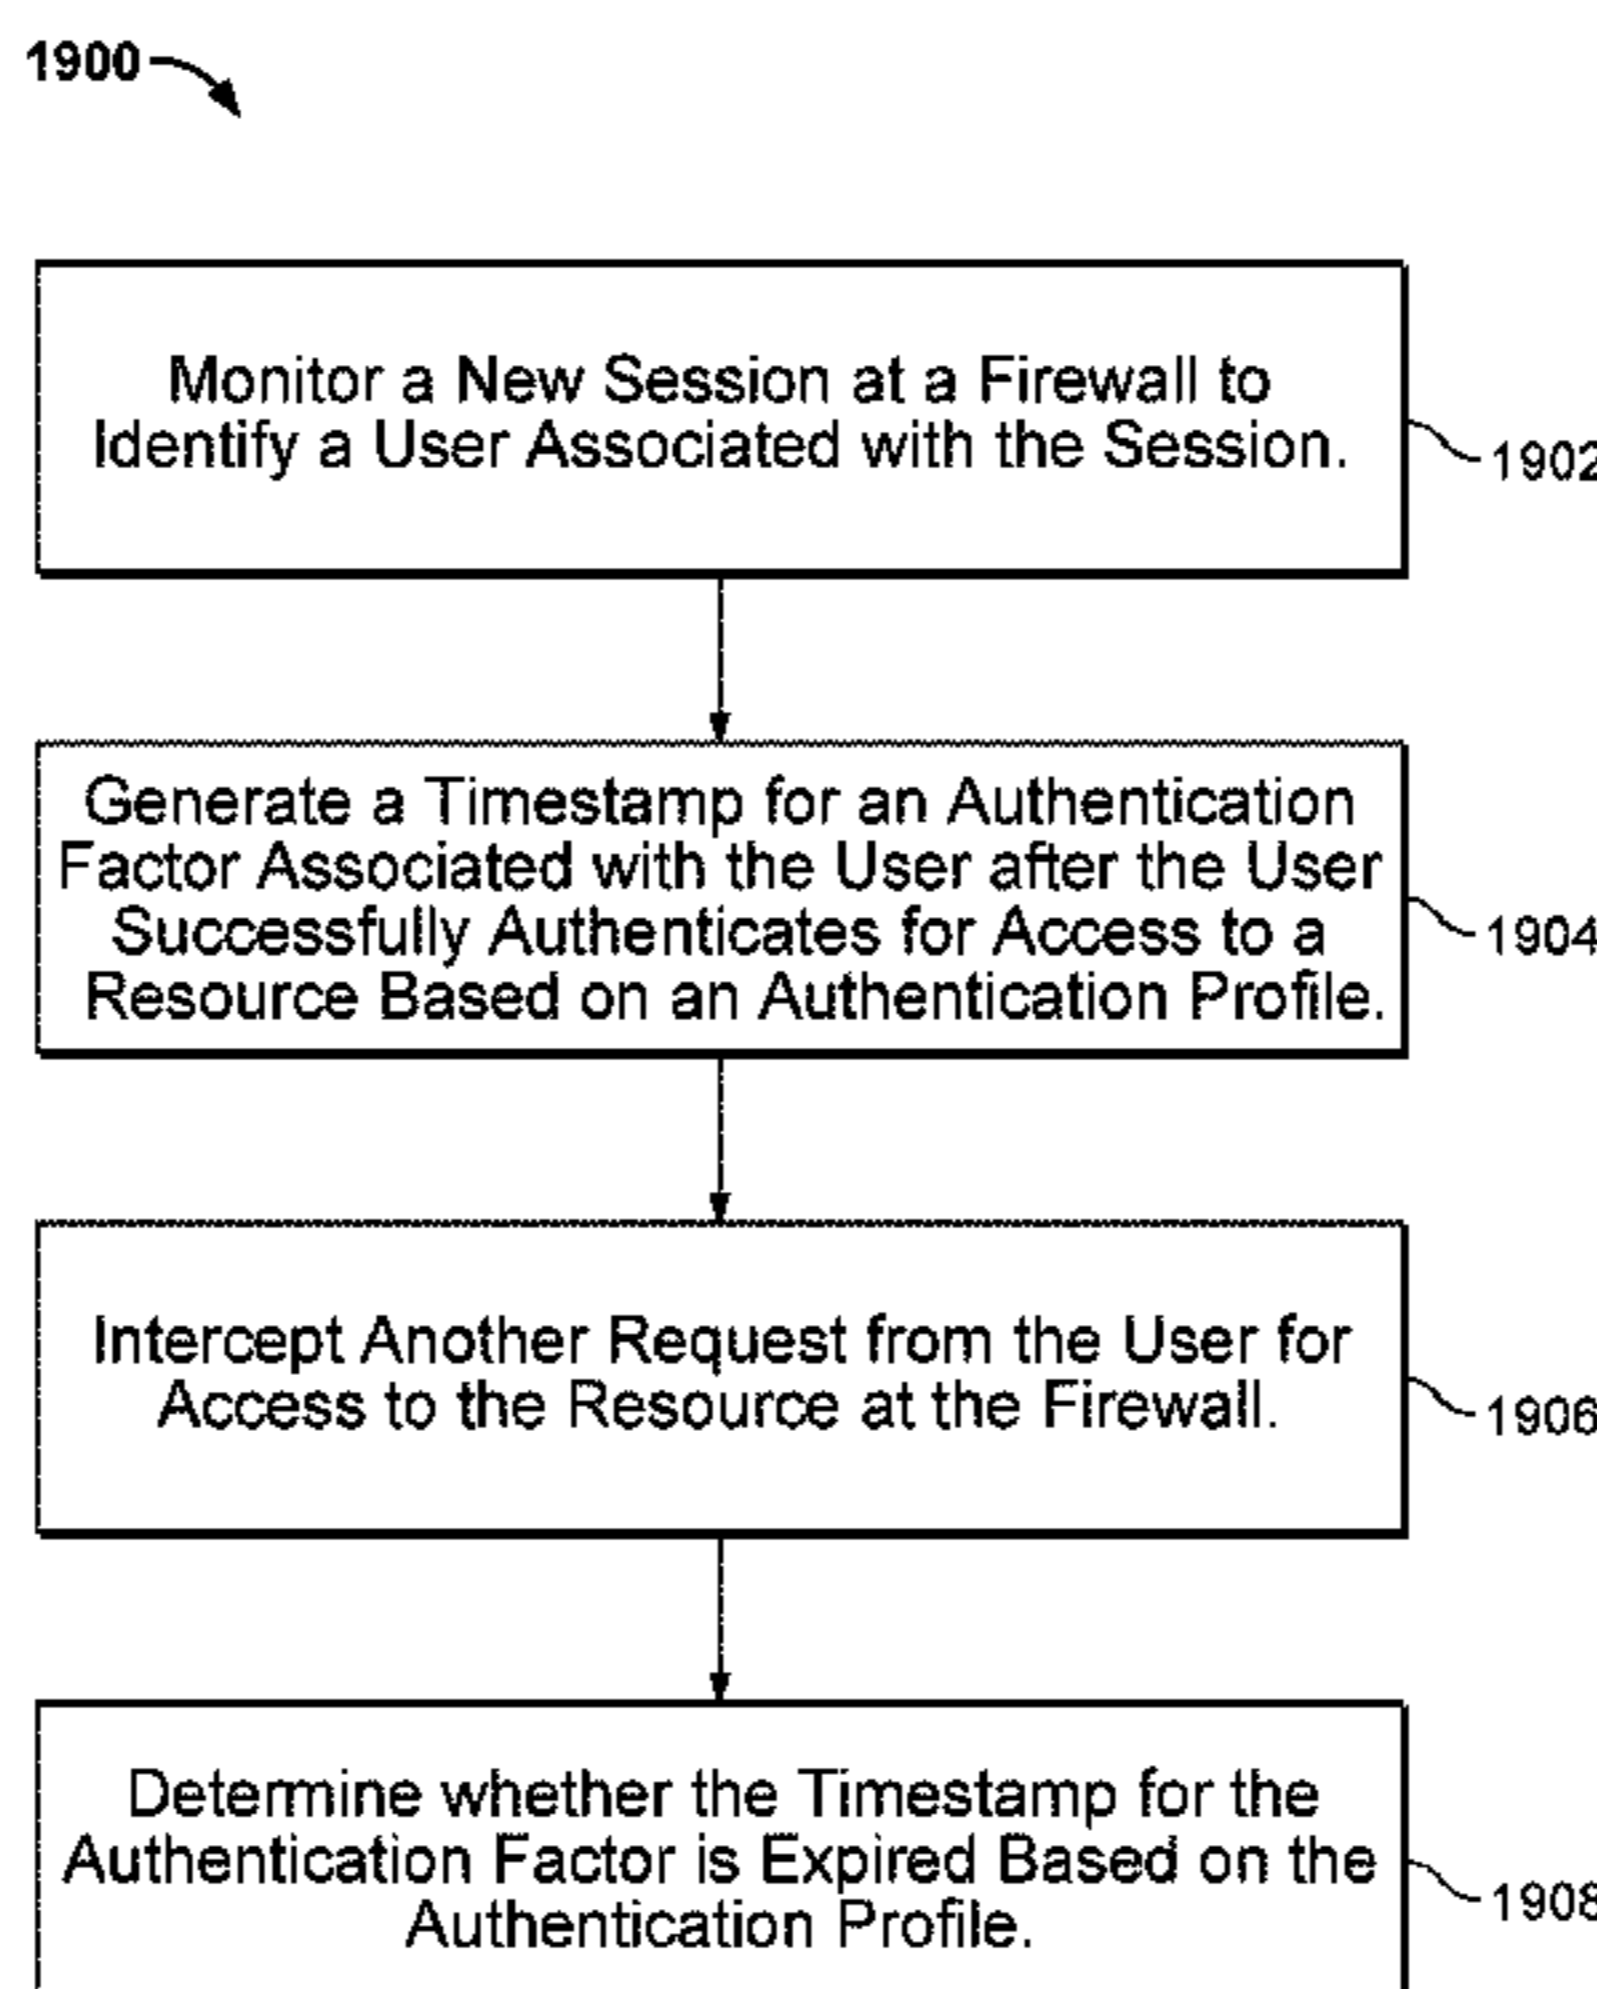 1900
Monitor a New Session at a Firewall to
Identify a User Associated with the Session.
1902
Generate a Timestamp for an Authentication
Factor Associated with the User after the User
Successfully Authenticates for Access to a
Resource Based on an Authentication Profile.
1904
Intercept Another Request from the User for
Access to the Resource at the Firewall.
1906
Determine whether the Timestamp for the
Authentication Factor is Expired Based on the
Authentication Profile.
1908